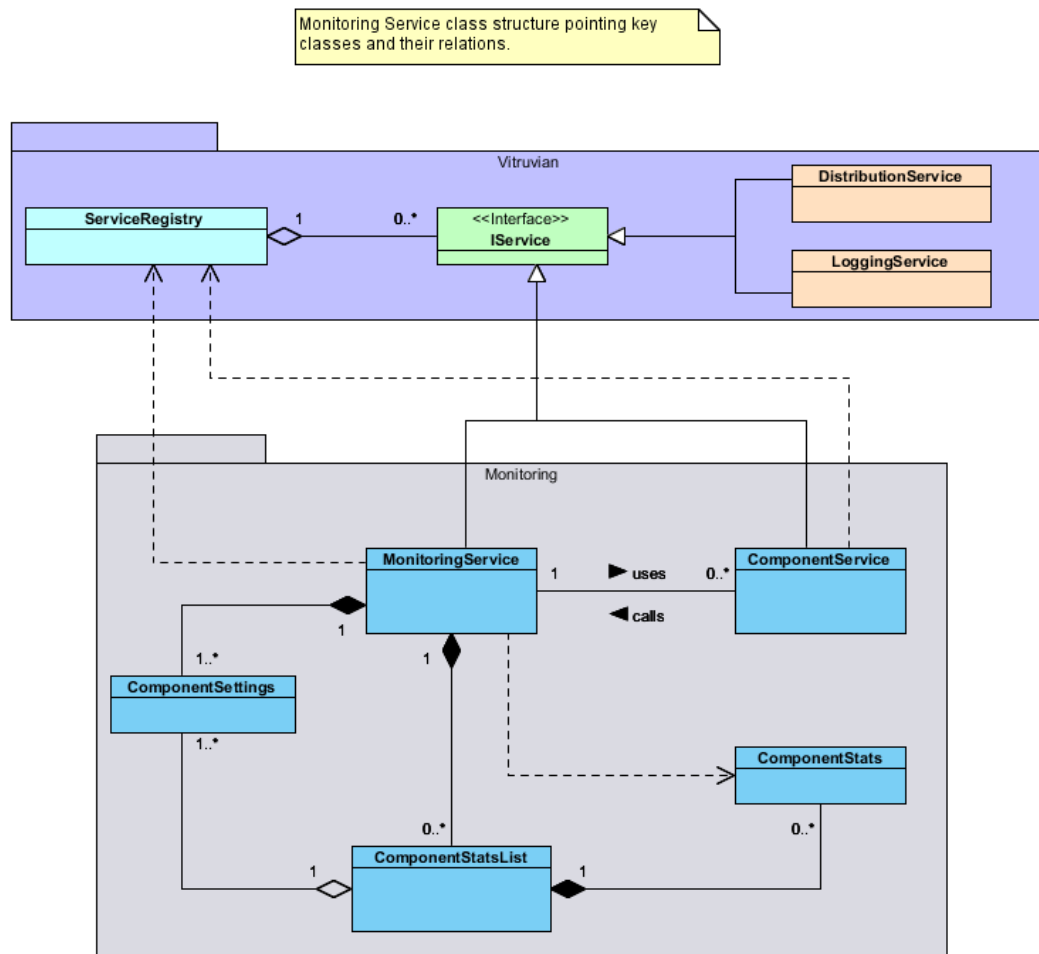 Monitoring Service class structure pointing key
classes and their relations.
Vitruvian
DistributionService
ServiceRegistry
1
0..*
<<Interface>>
IService
LoggingService
Monitoring
MonitoringService
ComponentService
1
uses
0..*
calls
1
1
1..*
ComponentSettings
1..*
ComponentStats
0..*
0..*
ComponentStatsList
1
1